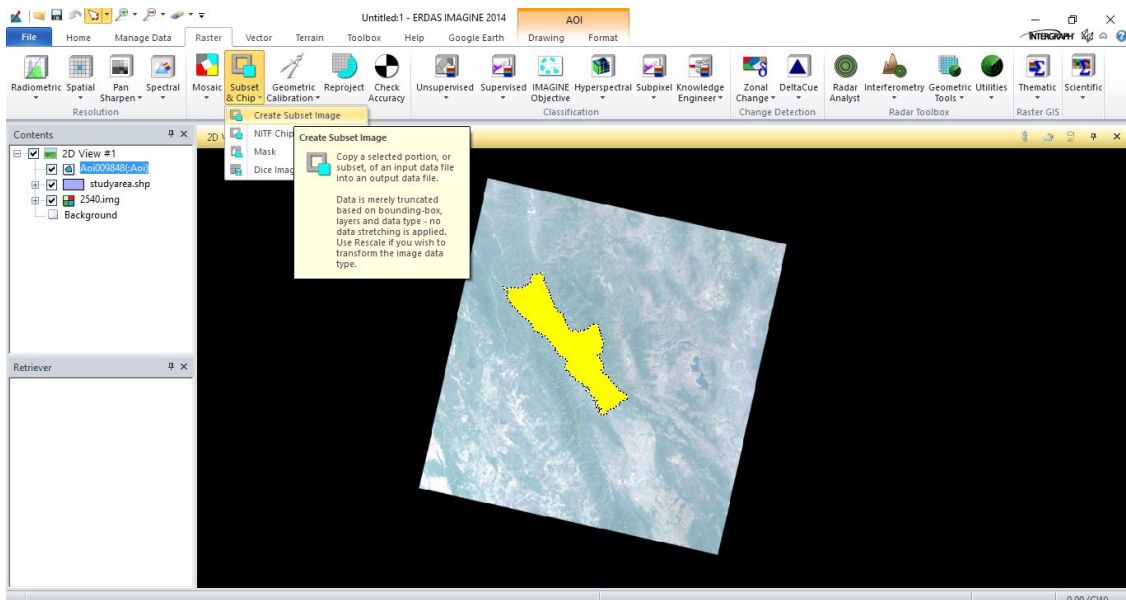 Untitled:1 - ERDAS IMAGINE 2014
AOI
File Home Manage Data Raster Vector Terrain Toolbox Help Google Earth Drawing Format
INTERGRAPH
Radiometric Spatial Pan Sharpen Spectral Mosaic Subset & Chip Geometric Calibration Reproject Check Accuracy Unsupervised Supervised IMAGINE Objective Hyperspectral Subpixel Knowledge Engineer Zonal Change DeltaCue Radar Analyst Interferometry Geometric Tools Utilities Thematic Scientific
Resolution Classification Change Detection Radar Toolbox Raster GIS
Create Subset Image
NITF Chip
Mask
Dice Imag
Create Subset Image
Copy a selected portion, or
subset, of an input data file
into an output data file.
Data is merely truncated
based on bounding-box,
layers and data type - no
data stretching is applied.
Use Rescale if you wish to
transform the image data
type.
Contents
2D V
2D View #1
Aoi009848(:Aoi)
studyarea.shp
2540.img
Background
Retriever
0.00 (CW)